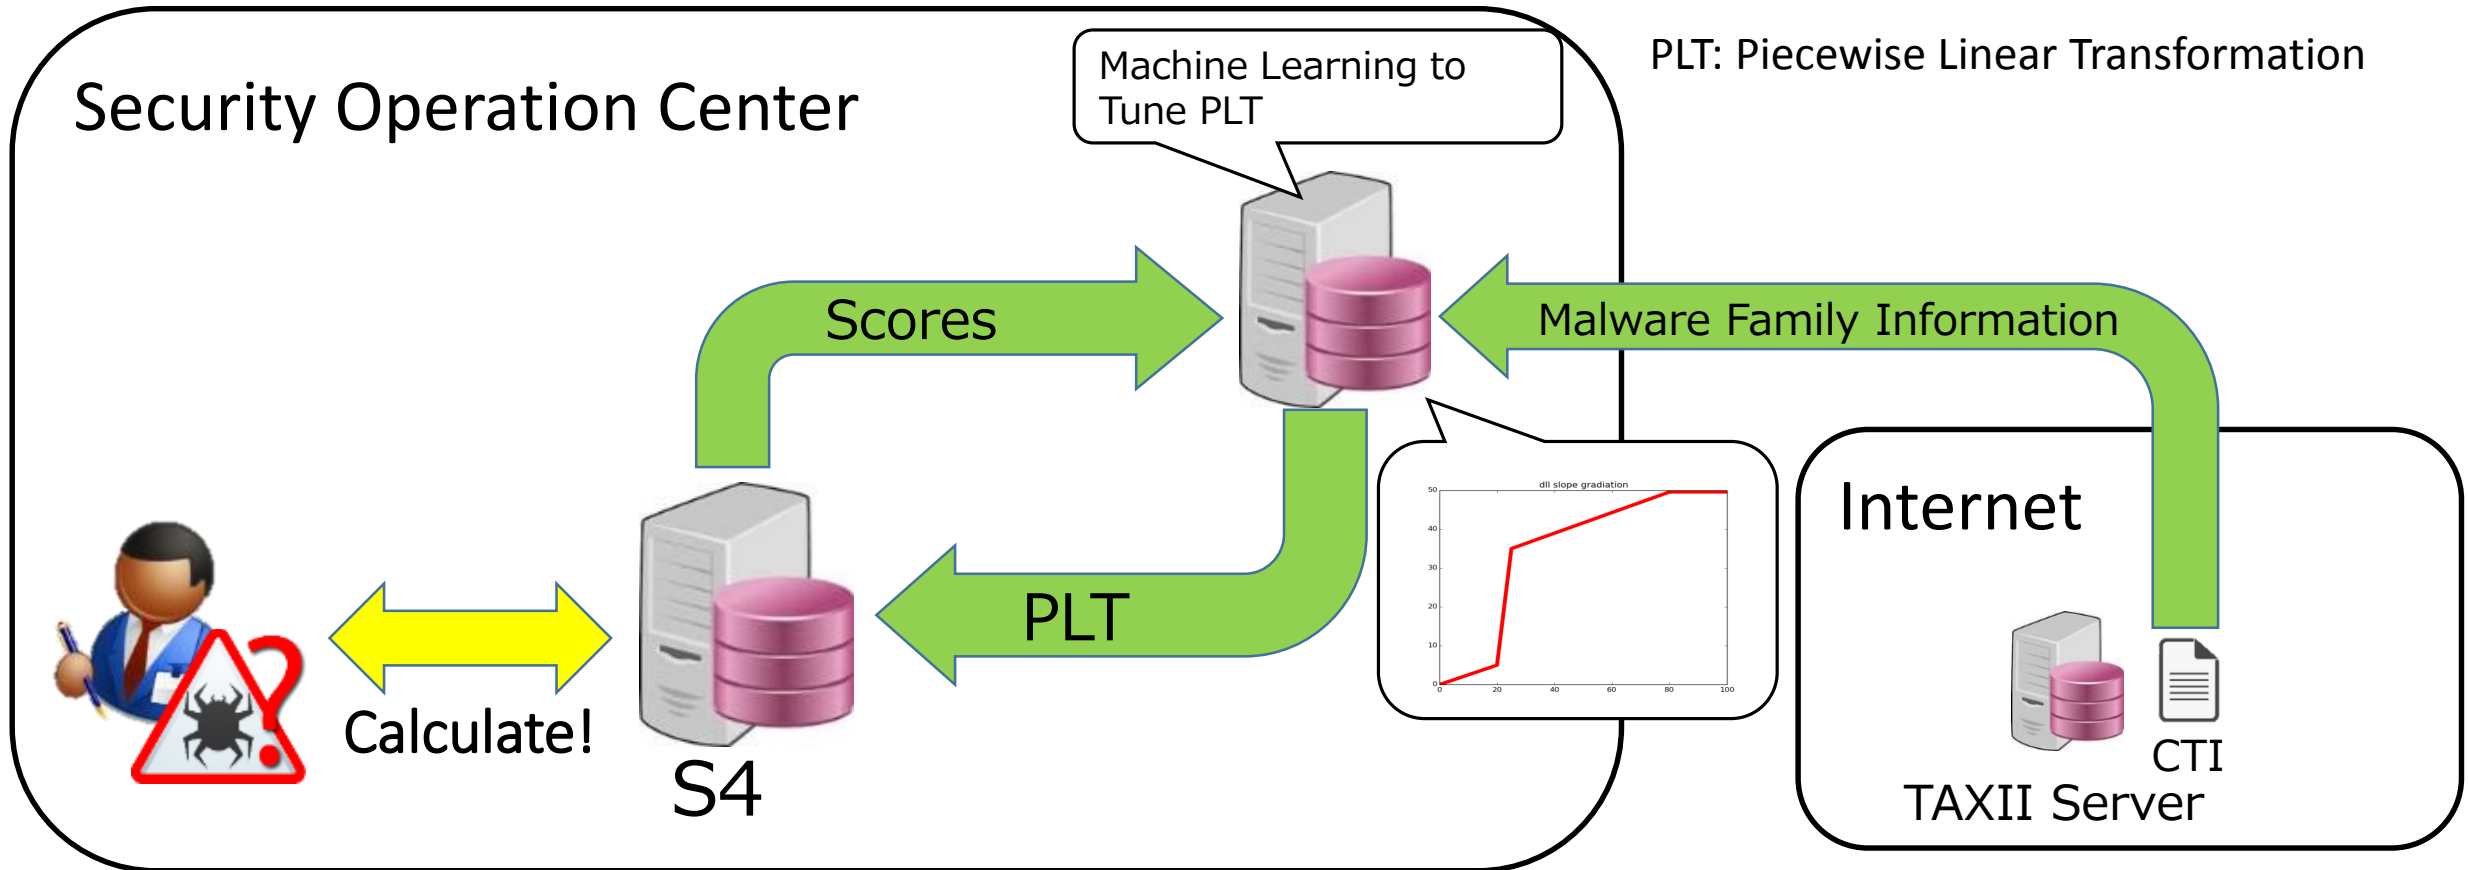 PLT: Piecewise Linear Transformation
Security Operation Center
Machine Learning to
Tune PLT
Scores
Malware Family Information
PLT
dll slope gradiation
50
40
30
20
10
0
0 20 40 60 80 100
Internet
Calculate!
S4
CTI
TAXII Server